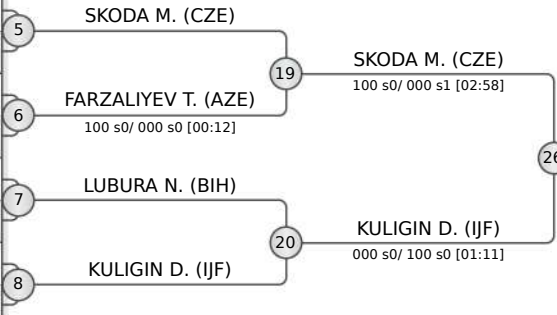 SKODA M. (CZE)
5
19
SKODA M. (CZE)
100 s0/ 000 s1 [02:58]
FARZALIYEV T. (AZE)
6
100 s0/ 000 s0 [00:12]
26
LUBURA N. (BIH)
7
20
KULIGIN D. (IJF)
000 s0/ 100 s0 [01:11]
KULIGIN D. (IJF)
8